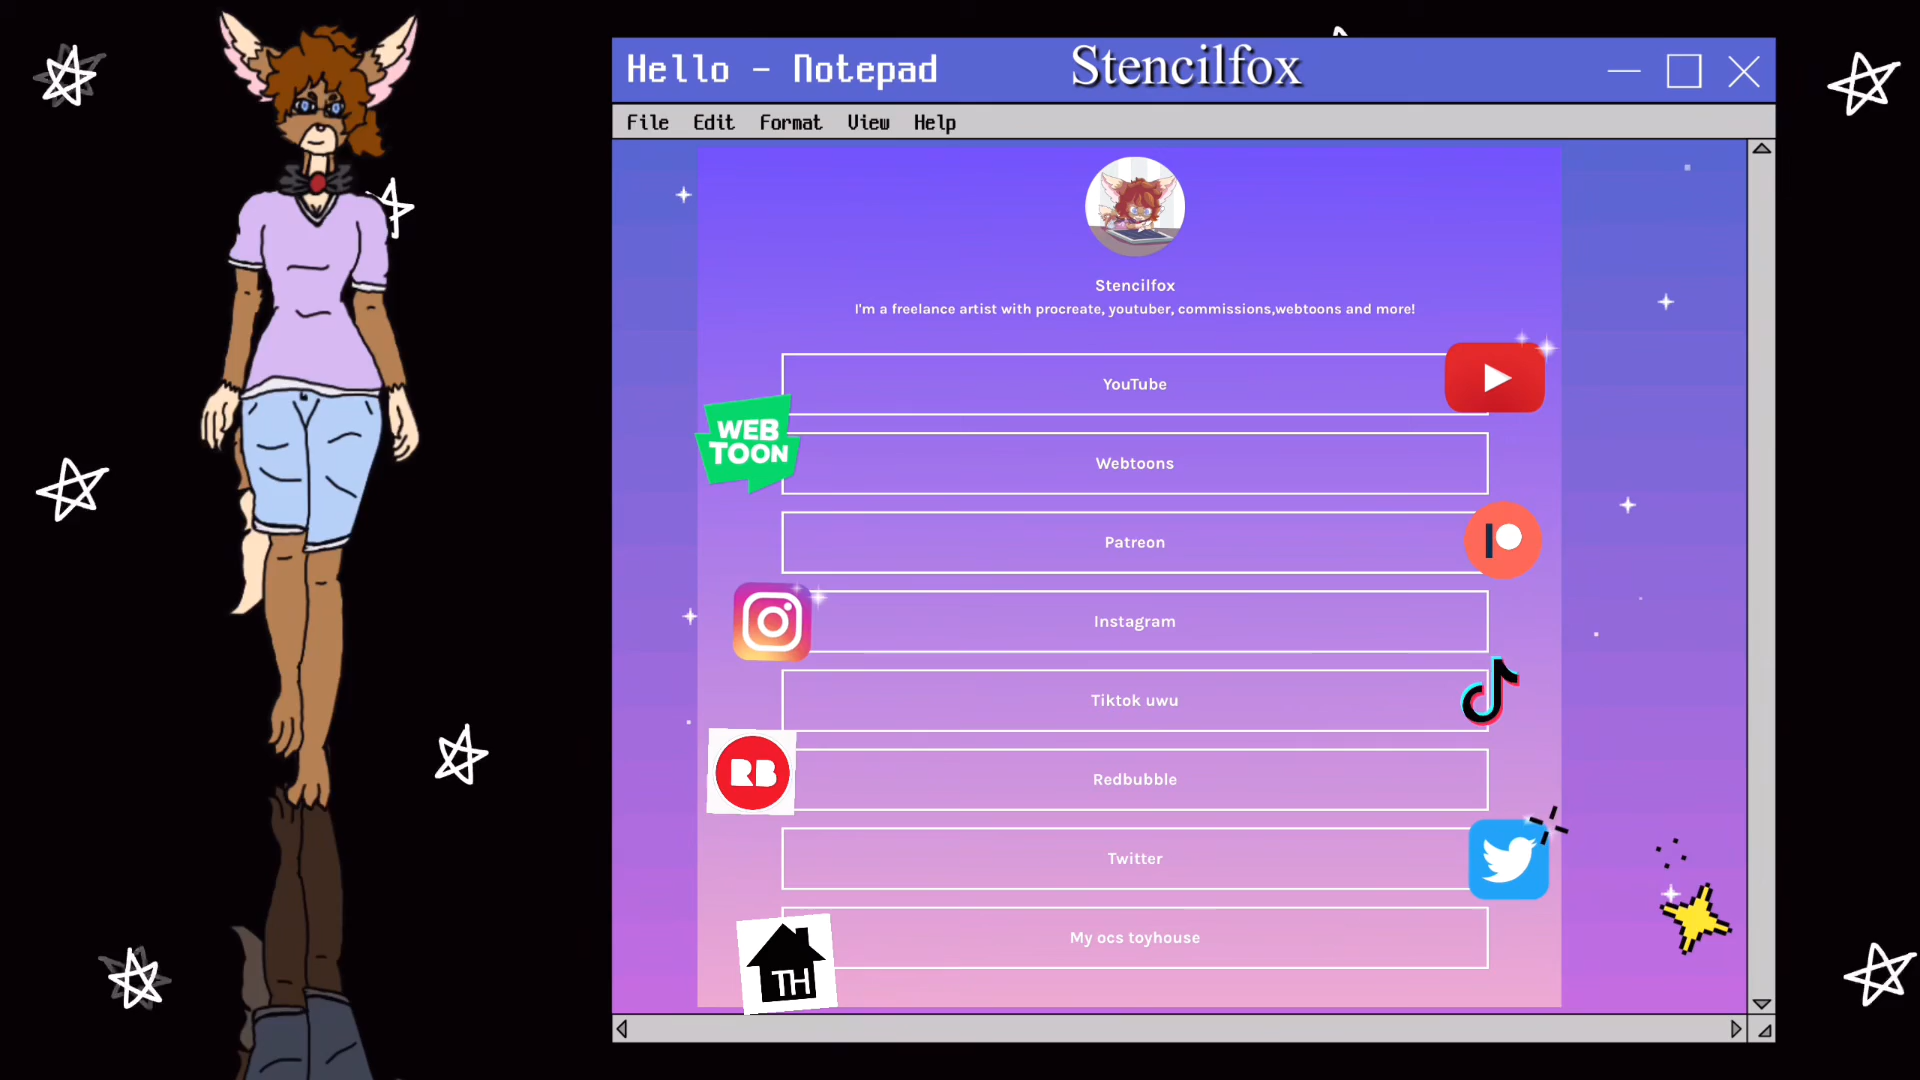 Hello - Notepad
Stencilfox
File Edit Format View Help
Stencilfox
I'm a freelance artist with procreate, youtuber, commissions,webtoons and more!
YouTube
WEB
TOON
Webtoons
Patreon
Instagram
Tiktok uwu
RB
Redbubble
Twitter
My ocs toyhouse
TH